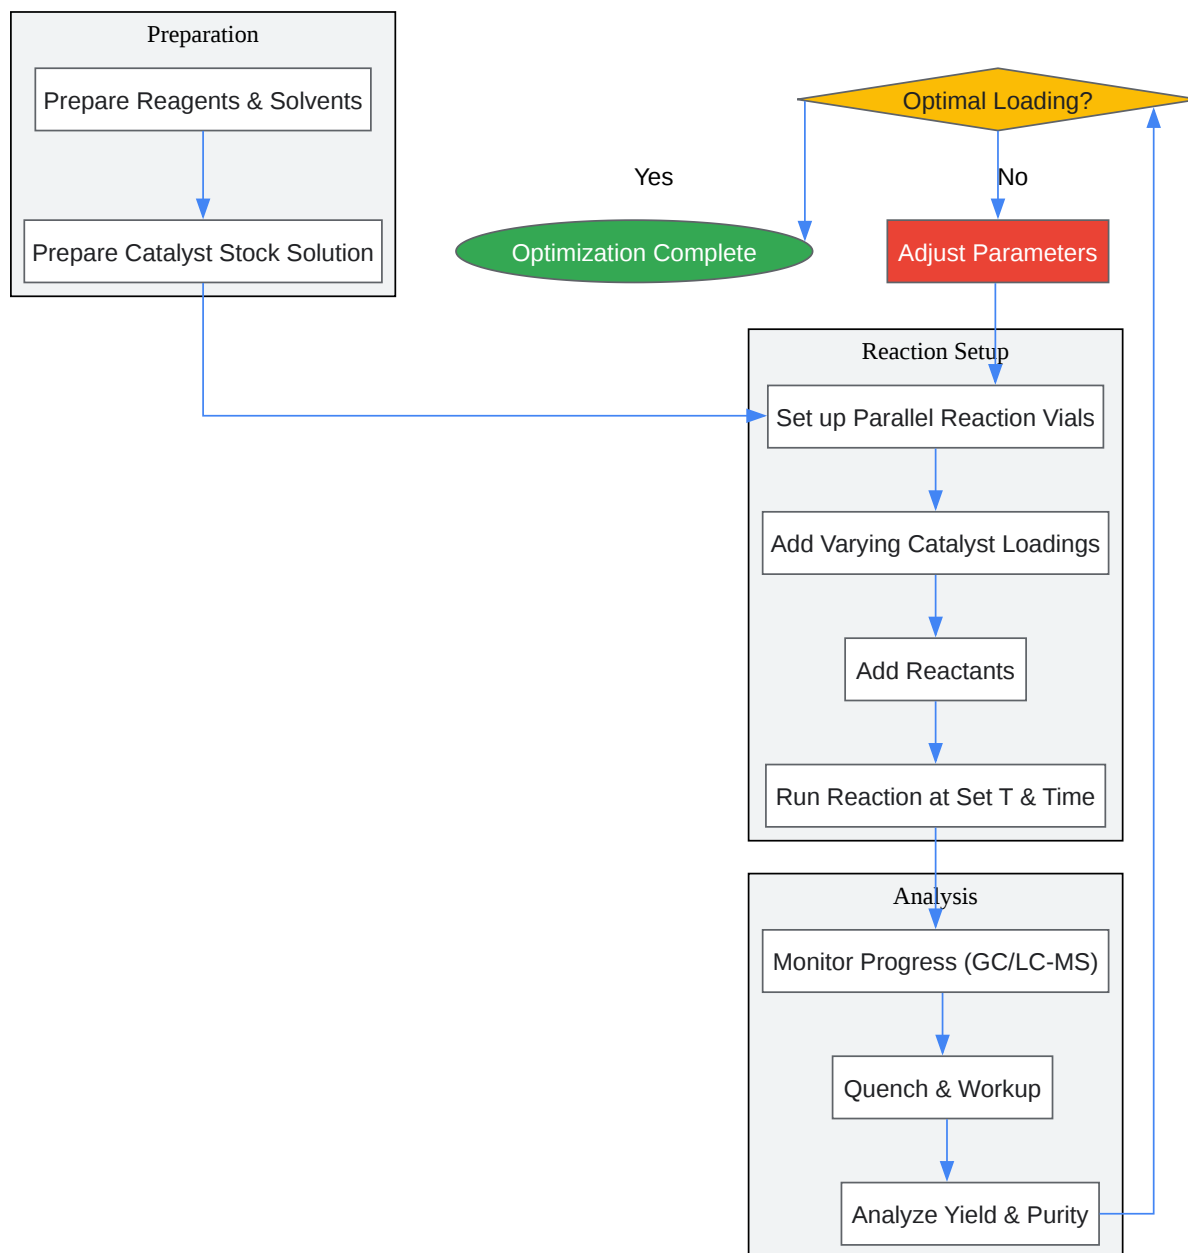 Preparation
Prepare Reagents & Solvents
Prepare Catalyst Stock Solution
Optimal Loading?
Yes
No
Optimization Complete
Adjust Parameters
Reaction Setup
Set up Parallel Reaction Vials
Add Varying Catalyst Loadings
Add Reactants
Run Reaction at Set T & Time
Analysis
Monitor Progress (GC/LC-MS)
Quench & Workup
Analyze Yield & Purity